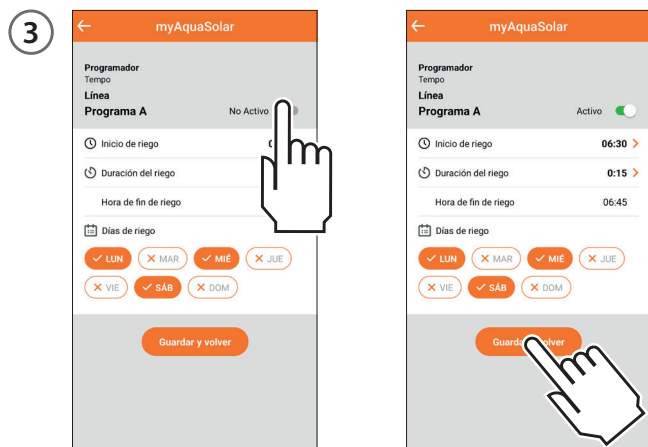 3
myAquaSolar
Programador
Tempo
Línea
Programa A No Activo
Inicio de riego
Duración del riego
Hora de fin de riego
Días de riego
LUN MAR MIÉ JUE
VIE SÁB DOM
Guardar y volver
myAquaSolar
Programador
Tempo
Línea
Programa A Activo
Inicio de riego 06:30
Duración del riego 0:15
Hora de fin de riego 06:45
Días de riego
LUN MAR MIÉ JUE
VIE SÁB DOM